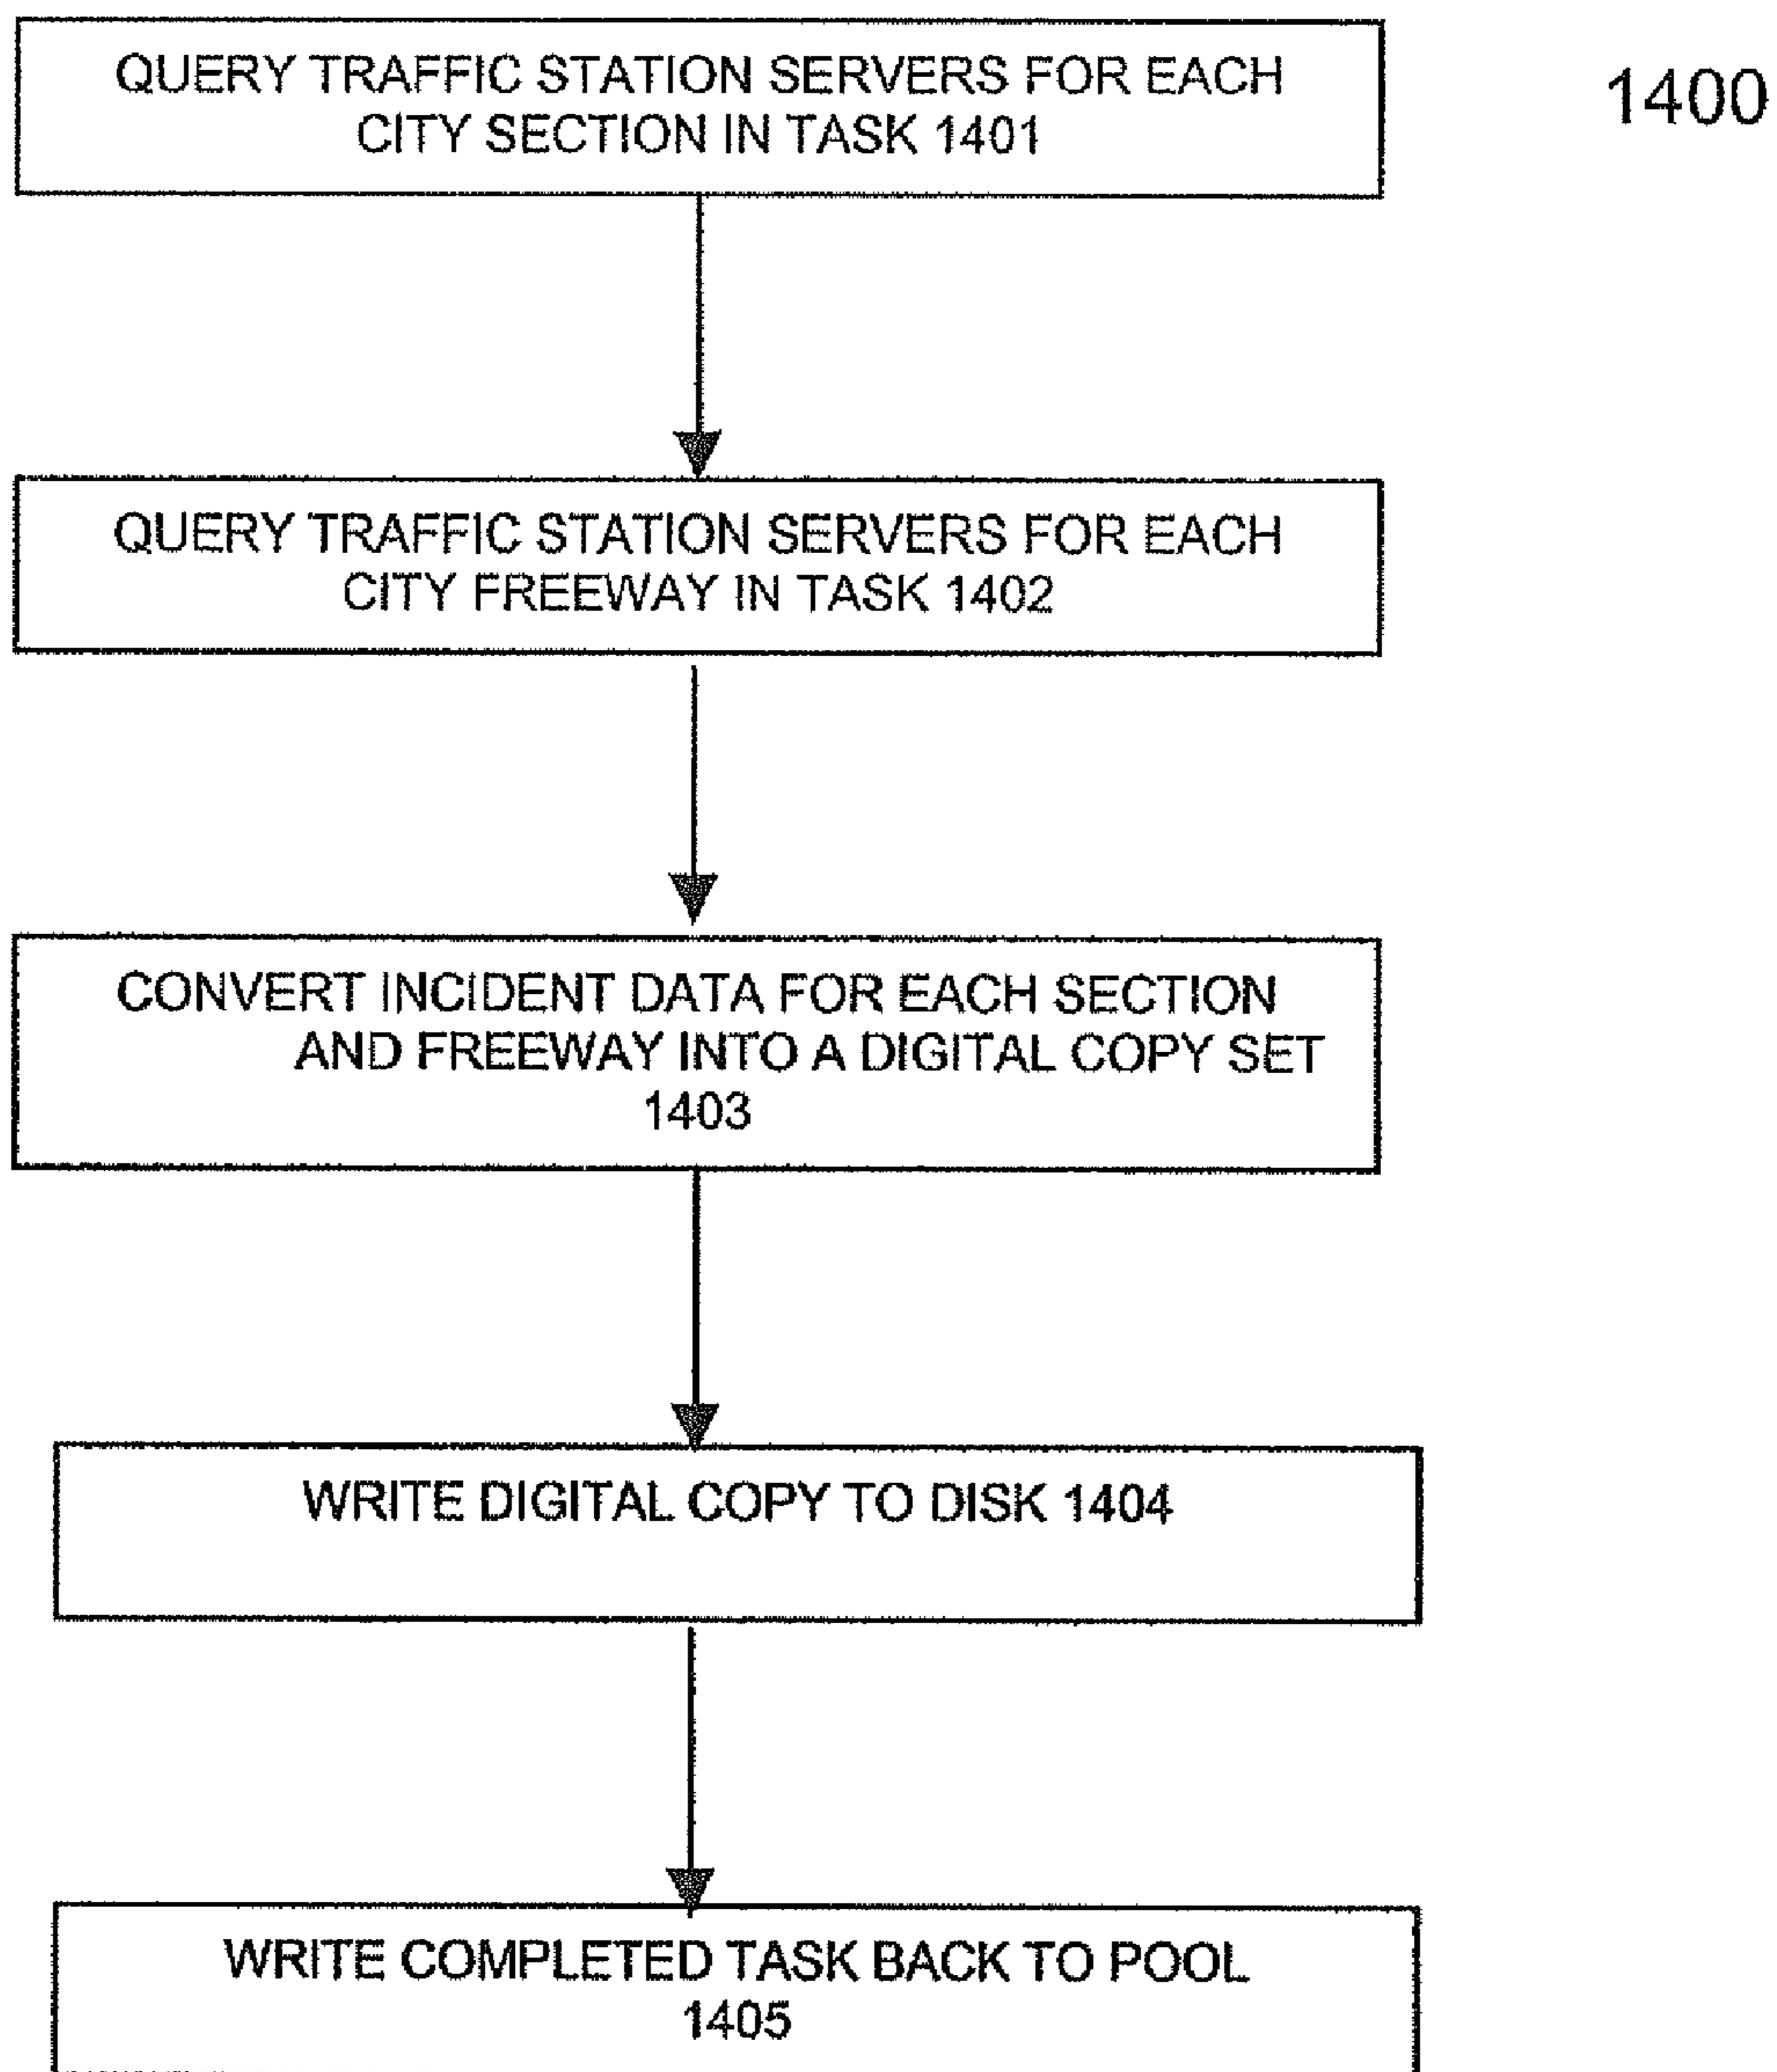 QUERY TRAFFIC STATION SERVERS FOR EACH
CITY SECTION IN TASK 1401
1400
QUERY TRAFFIC STATION SERVERS FOR EACH
CITY FREEWAY IN TASK 1402
CONVERT INCIDENT DATA FOR EACH SECTION
AND FREEWAY INTO A DIGITAL COPY SET
1403
WRITE DIGITAL COPY TO DISK 1404
WRITE COMPLETED TASK BACK TO POOL
1405